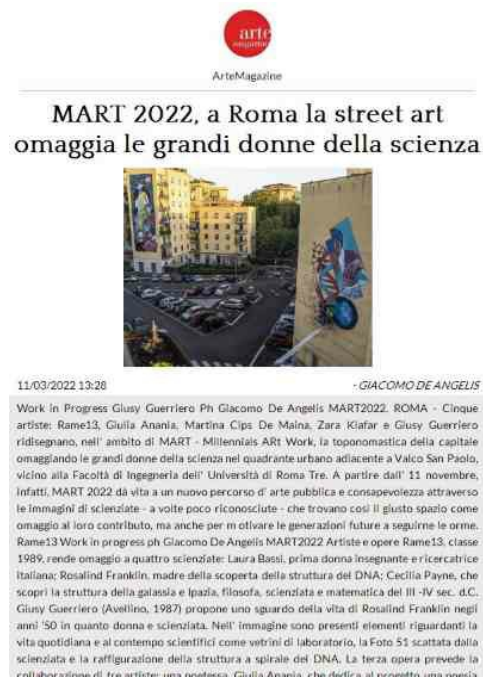 arte
magazine
ArteMagazine
MART 2022, a Roma la street art
omaggia le grandi donne della scienza
11/03/2022 13:28
- GIACOMO DE ANGELIS
Work in Progress Giusy Guerriero Ph Giacomo De Angelis MART2022. ROMA - Cinque
artiste: Rame13, Giulia Anania, Martina Cips De Maina, Zara Kiafar e Giusy Guerriero
ridisegnano, nell' ambito di MART - Millennials ARt Work, la toponomastica della capitale
omaggiando le grandi donne della scienza nel quadrante urbano adiacente a Valco San Paolo,
vicino alla Facoltà di Ingegneria dell' Università di Roma Tre. A partire dall' 11 novembre,
infatti, MART 2022 dà vita a un nuovo percorso d' arte pubblica e consapevolezza attraverso
le immagini di scienziate - a volte poco riconosciute - che trovano così il giusto spazio come
omaggio al loro contributo, ma anche per m otivare le generazioni future a seguirne le orme.
Rame13 Work in progress ph Giacomo De Angelis MART2022 Artiste e opere Rame13, classe
1989, rende omaggio a quattro scienziate: Laura Bassi, prima donna insegnante e ricercatrice
italiana; Rosalind Franklin, madre della scoperta della struttura del DNA; Cecilia Payne, che
scoprì la struttura della galassia e Ipazia, filosofa, scienziata e matematica del III -IV sec. d.C.
Giusy Guerriero (Avellino, 1987) propone uno sguardo della vita di Rosalind Franklin negli
anni '50 in quanto donna e scienziata. Nell' immagine sono presenti elementi riguardanti la
vita quotidiana e al contempo scientifici come vetrini di laboratorio, la Foto 51 scattata dalla
scienziata e la raffigurazione della struttura a spirale del DNA. La terza opera prevede la
collaborazione di tre artiste: una poetessa, Giulia Anania, che dedica al progetto una poesia